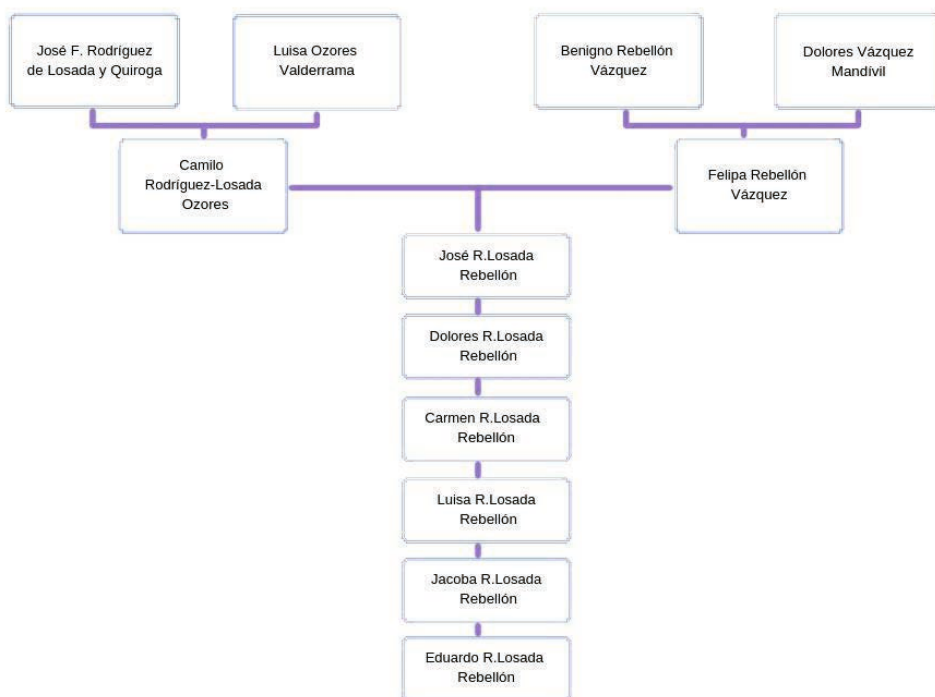 José F. Rodríguez
de Losada y Quiroga
Luisa Ozores
Valderrama
Benigno Rebellón
Vázquez
Dolores Vázquez
Mandívil
Camilo
Rodríguez-Losada
Ozores
Felipa Rebellón
Vázquez
José R.Losada
Rebellón
Dolores R.Losada
Rebellón
Carmen R.Losada
Rebellón
Luisa R.Losada
Rebellón
Jacoba R.Losada
Rebellón
Eduardo R.Losada
Rebellón